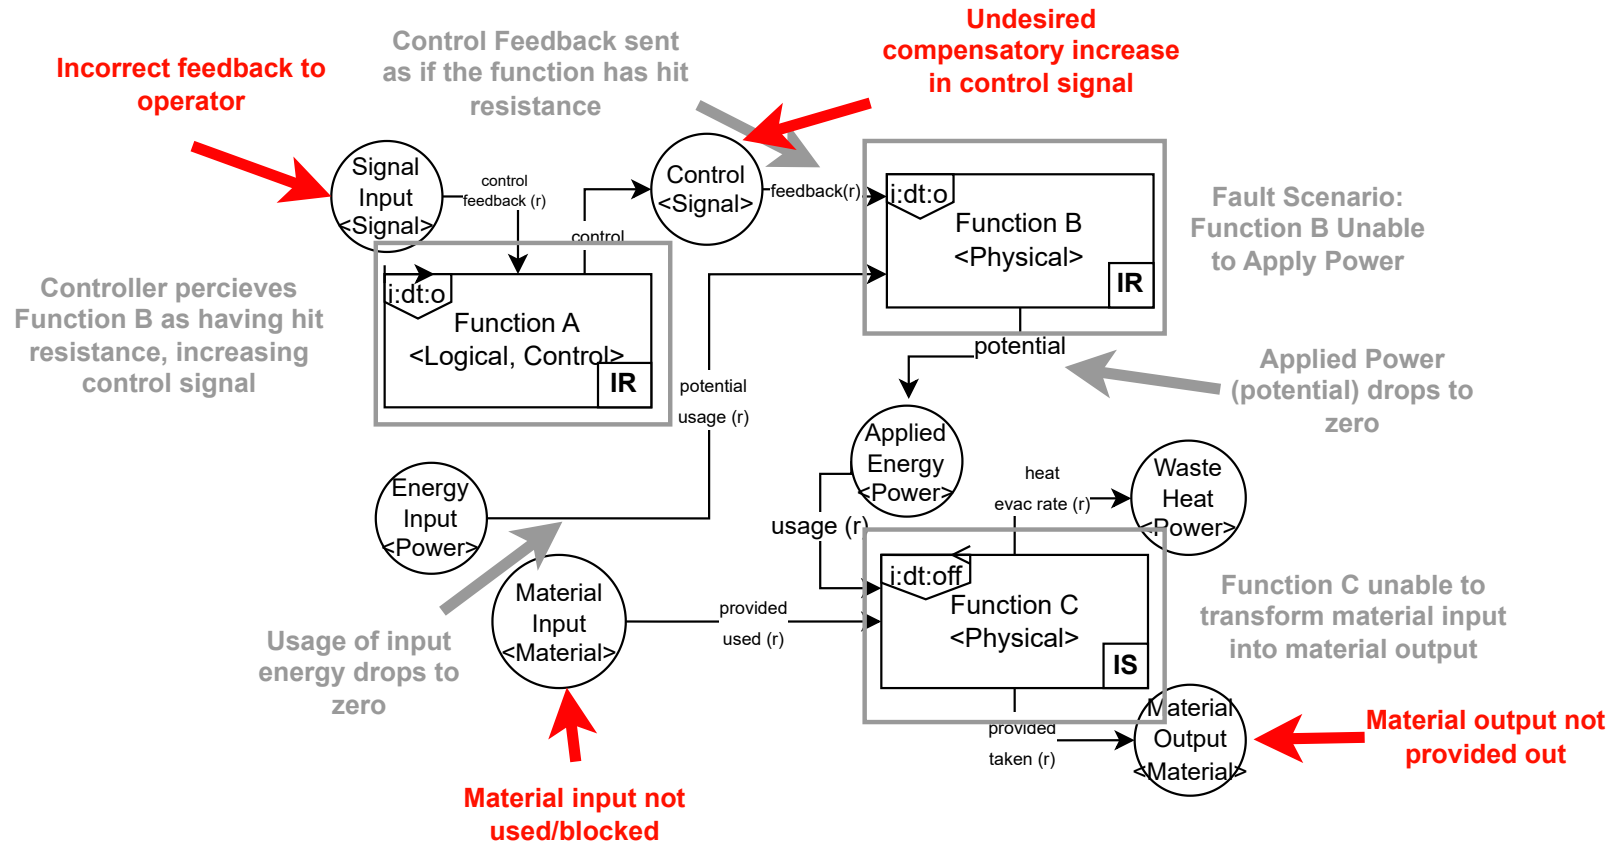 Incorrect feedback to
operator
Control Feedback sent
as if the function has hit
resistance
Undesired
compensatory increase
in control signal
Signal
Input
<Signal>
control
feedback (r)
control
Control
<Signal>
feedback(r)
i:dt:o
Function B
<Physical>
IR
Fault Scenario:
Function B Unable
to Apply Power
Controller percieves
Function B as having hit
resistance, increasing
control signal
i:dt:o
Function A
<Logical, Control>
IR
potential
usage (r)
potential
Applied Power
(potential) drops to
zero
Applied
Energy
<Power>
Energy
Input
<Power>
usage (r)
heat
evac rate (r)
Waste
Heat
<Power>
Usage of input
energy drops to
zero
Material
Input
<Material>
provided
used (r)
i:dt:off
Function C
<Physical>
IS
Function C unable to
transform material input
into material output
provided
taken (r)
Material
Output
<Material>
Material output not
provided out
Material input not
used/blocked